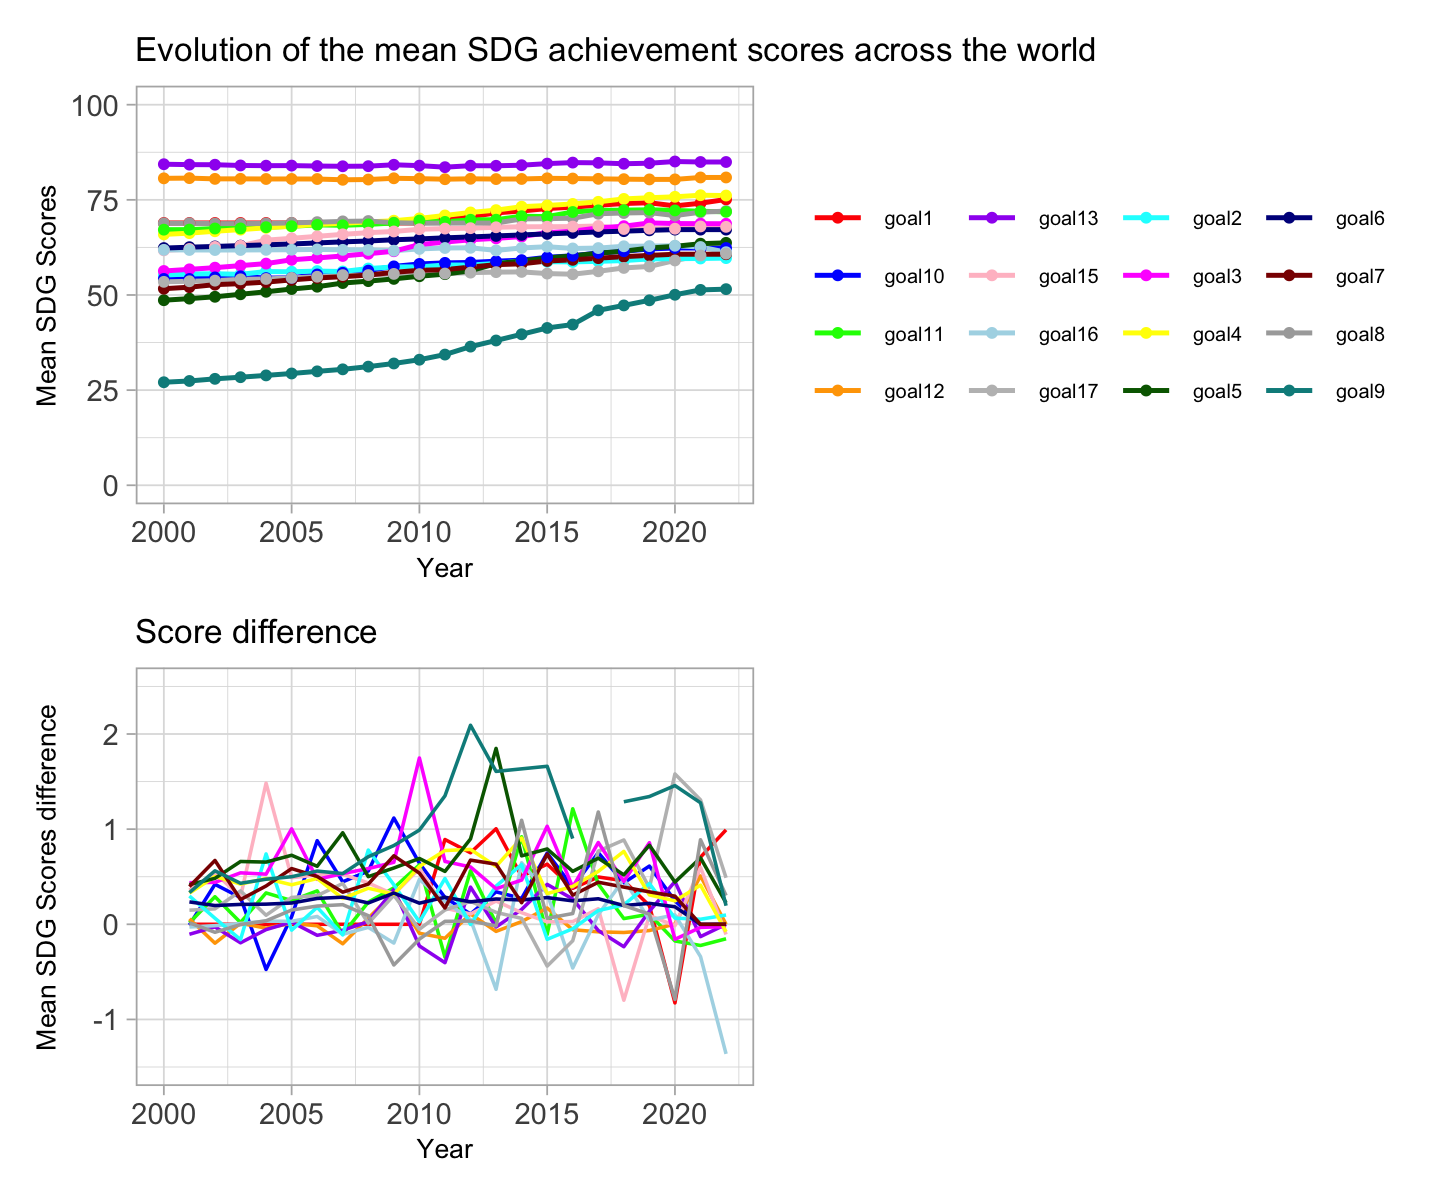 Evolution of the mean SDG achievement scores across the world
Mean SDG Scores
100
75
50
25
0
2000 2005 2010 2015 2020
Year
goal1 goal13 goal2 goal6
goal10 goal15 goal3 goal7
goal11 goal16 goal4 goal8
goal12 goal17 goal5 goal9
Score difference
Mean SDG Scores difference
2
1
0
-1
2000 2005 2010 2015 2020
Year